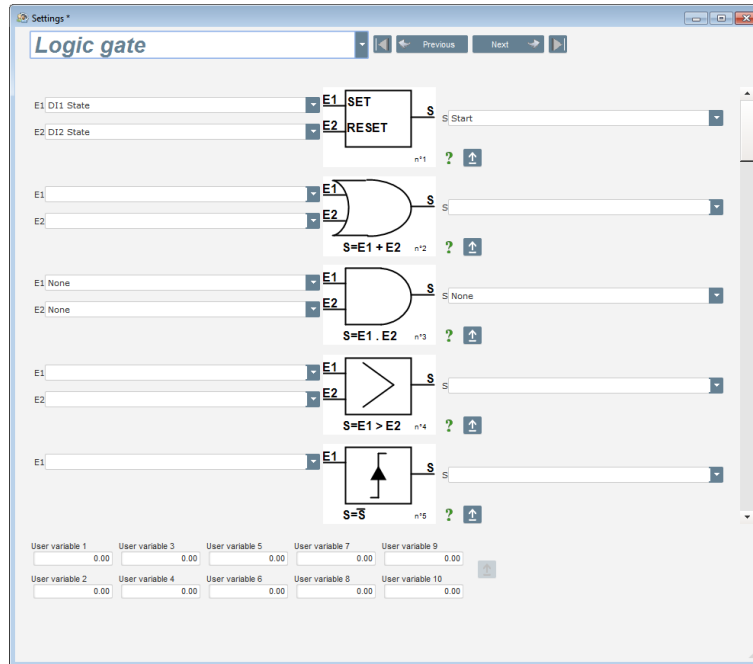 Settings *
Logic gate
Previous
Next
E1 DI1 State
E1 SET
S
S Start
E2 DI2 State
E2 RESET
n°1
?
E1
E1
S
S
E2
E2
S=E1 + E2
n°2
?
E1 None
E1
S
S None
E2 None
E2
S=E1 . E2
n°3
?
E1
E1
S
S
E2
E2
S=E1 > E2
n°4
?
E1
E1
S
S
S=S̅
n°5
?
User variable 1 User variable 3 User variable 5 User variable 7 User variable 9
0.00 0.00 0.00 0.00 0.00
User variable 2 User variable 4 User variable 6 User variable 8 User variable 10
0.00 0.00 0.00 0.00 0.00